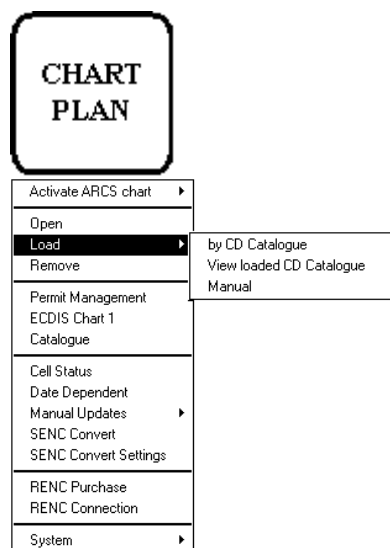 CHART
PLAN
Activate ARCS chart
Open
Load
by CD Catalogue
View loaded CD Catalogue
Manual
Remove
Permit Management
ECDIS Chart 1
Catalogue
Cell Status
Date Dependent
Manual Updates
SENC Convert
SENC Convert Settings
RENC Purchase
RENC Connection
System